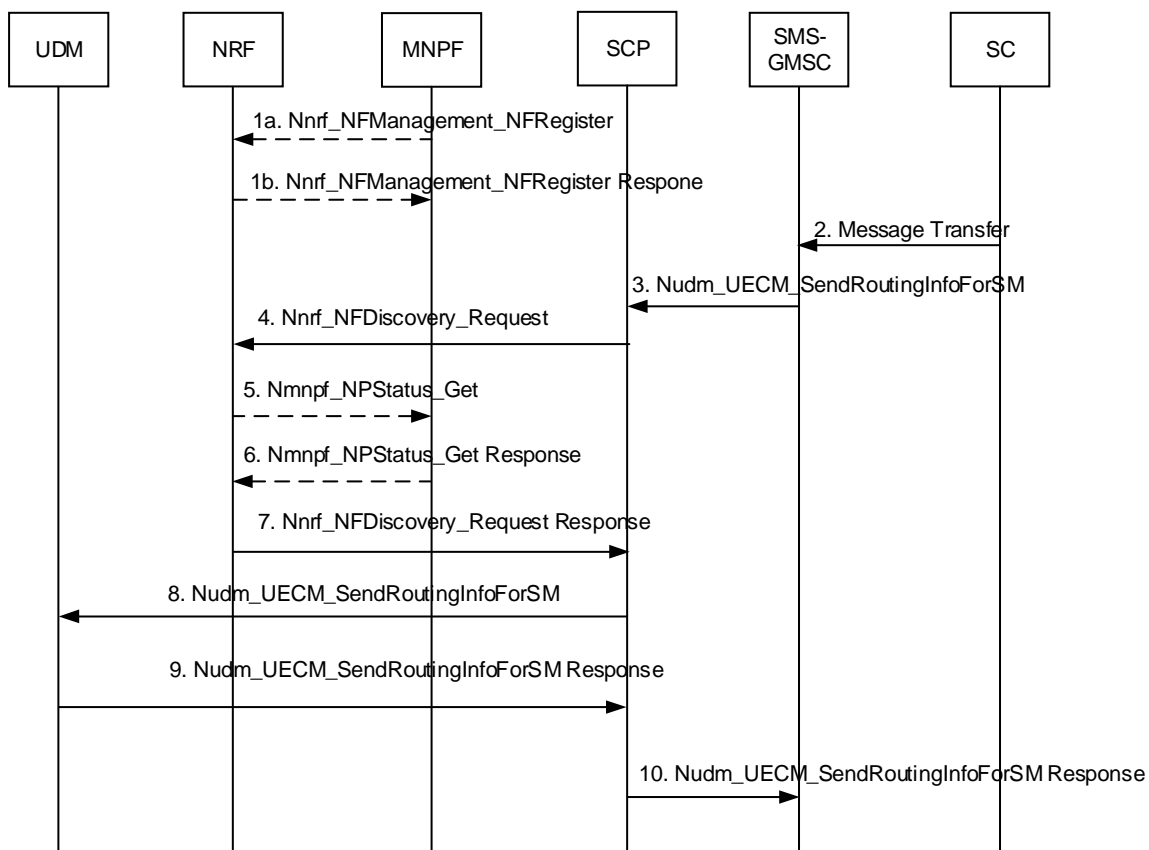 UDM
NRF
MNPF
SCP
SMS-
GMSC
SC
1a. Nnrf_NFManagement_NFRegister
1b. Nnrf_NFManagement_NFRegister Respone
2. Message Transfer
3. Nudm_UECM_SendRoutingInfoForSM
4. Nnrf_NFDiscovery_Request
5. Nmnpf_NPStatus_Get
6. Nmnpf_NPStatus_Get Response
7. Nnrf_NFDiscovery_Request Response
8. Nudm_UECM_SendRoutingInfoForSM
9. Nudm_UECM_SendRoutingInfoForSM Response
10. Nudm_UECM_SendRoutingInfoForSM Response